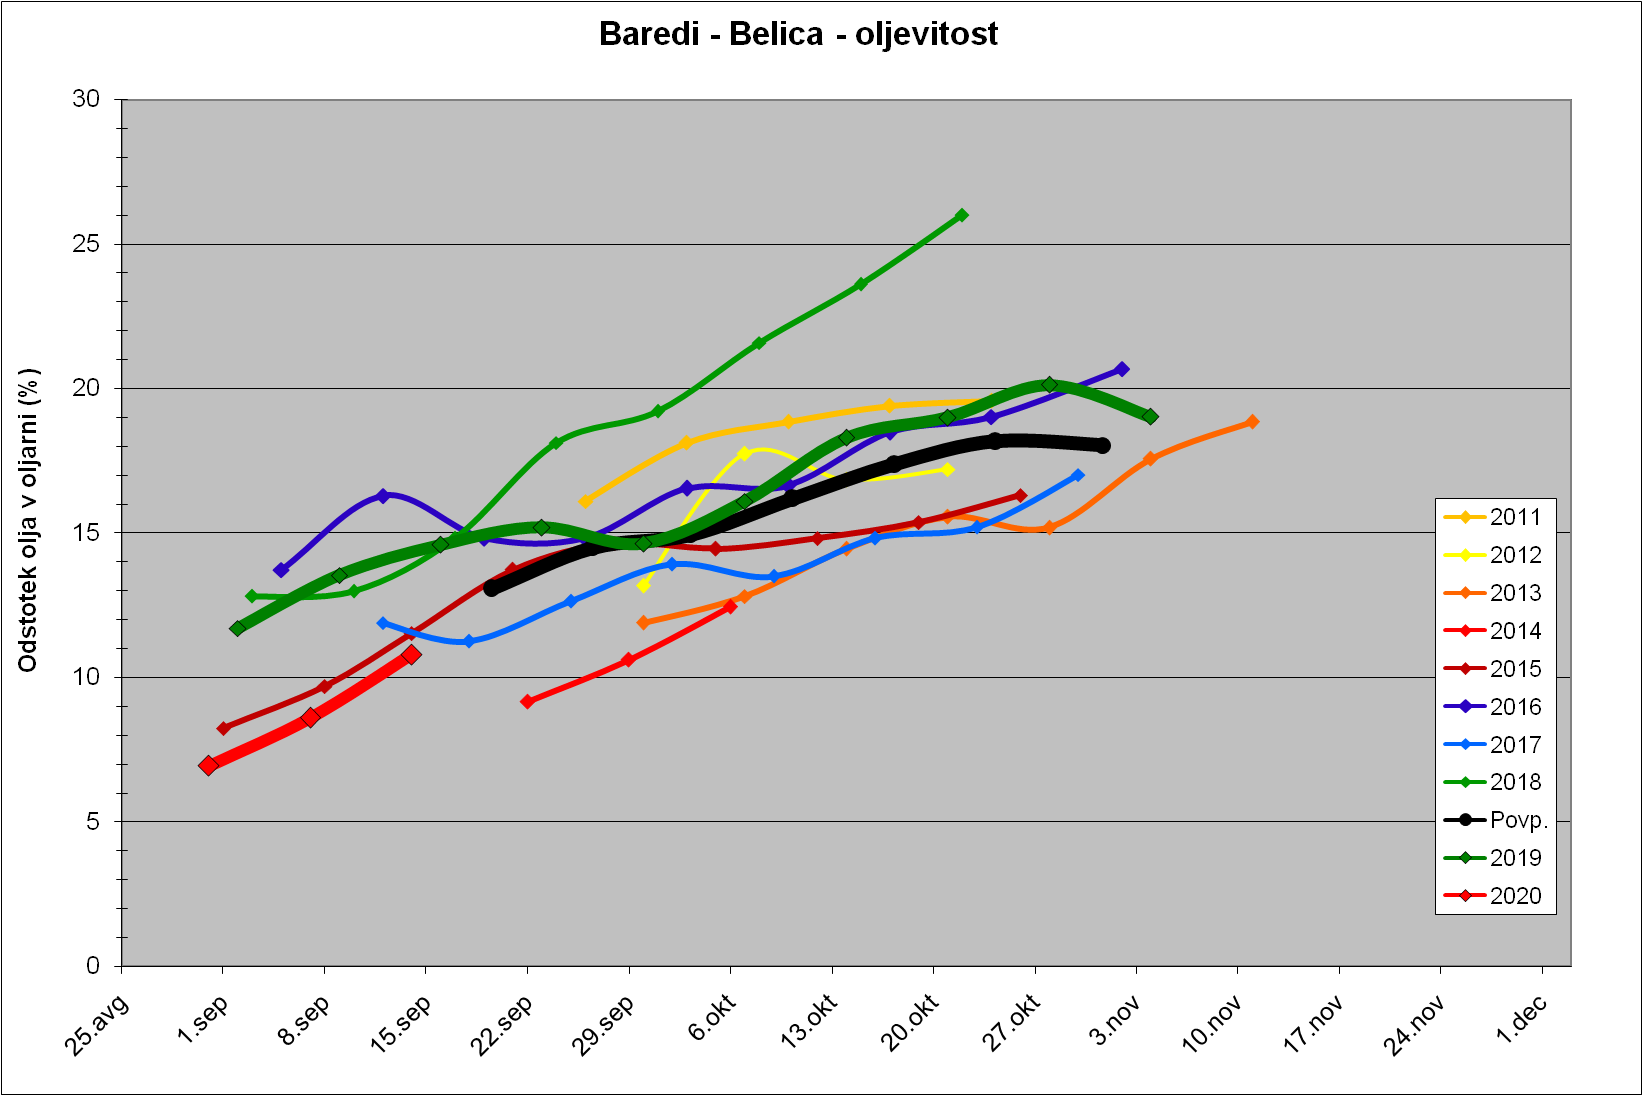 Baredi - Belica - oljevitost
Odstotek olja v oljarni (%)
30
25
20
15
10
5
0
25.avg
1.sep
8.sep
15.sep
22.sep
29.sep
6.okt
13.okt
20.okt
27.okt
3.nov
10.nov
17.nov
24.nov
1.dec
2011
2012
2013
2014
2015
2016
2017
2018
Povp.
2019
2020